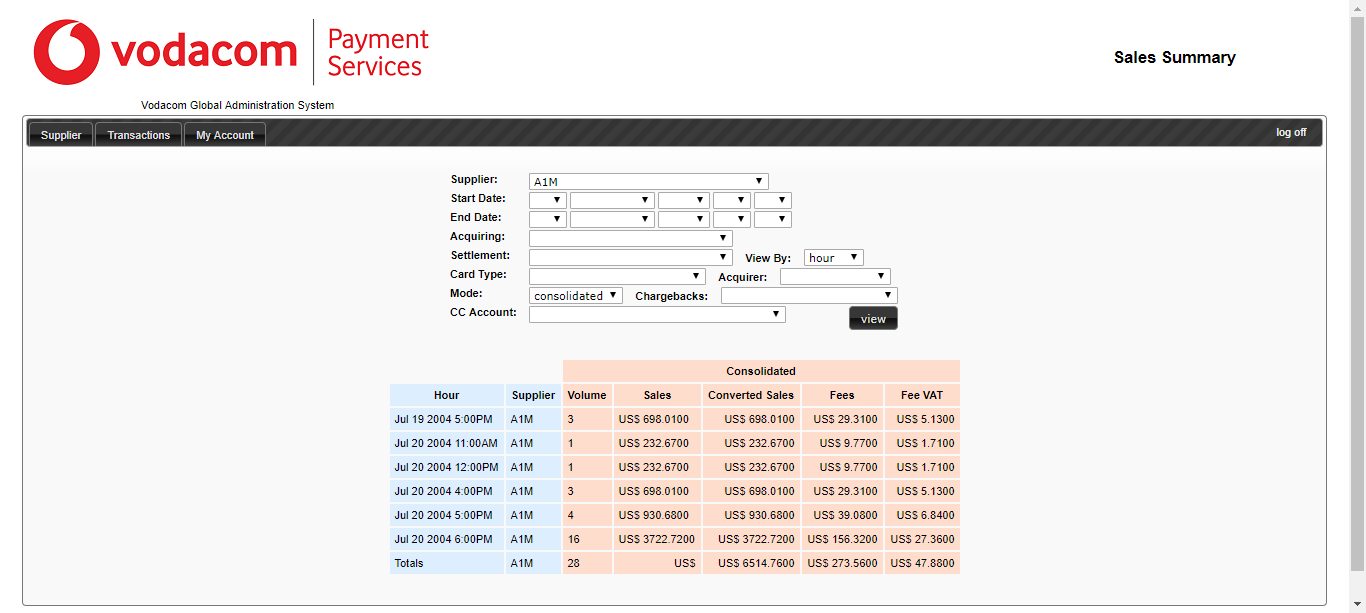 vodacom
Payment
Services
Sales Summary
Vodacom Global Administration System
Supplier Transactions My Account log off
Supplier: A1M
Start Date:
End Date:
Acquiring:
Settlement: View By: hour
Card Type: Acquirer:
Mode: consolidated Chargebacks:
CC Account: view
Consolidated
Hour Supplier Volume Sales Converted Sales Fees Fee VAT
Jul 19 2004 5:00PM A1M 3 US$ 698.0100 US$ 698.0100 US$ 29.3100 US$ 5.1300
Jul 20 2004 11:00AM A1M 1 US$ 232.6700 US$ 232.6700 US$ 9.7700 US$ 1.7100
Jul 20 2004 12:00PM A1M 1 US$ 232.6700 US$ 232.6700 US$ 9.7700 US$ 1.7100
Jul 20 2004 4:00PM A1M 3 US$ 698.0100 US$ 698.0100 US$ 29.3100 US$ 5.1300
Jul 20 2004 5:00PM A1M 4 US$ 930.6800 US$ 930.6800 US$ 39.0800 US$ 6.8400
Jul 20 2004 6:00PM A1M 16 US$ 3722.7200 US$ 3722.7200 US$ 156.3200 US$ 27.3600
Totals A1M 28 US$ US$ 6514.7600 US$ 273.5600 US$ 47.8800